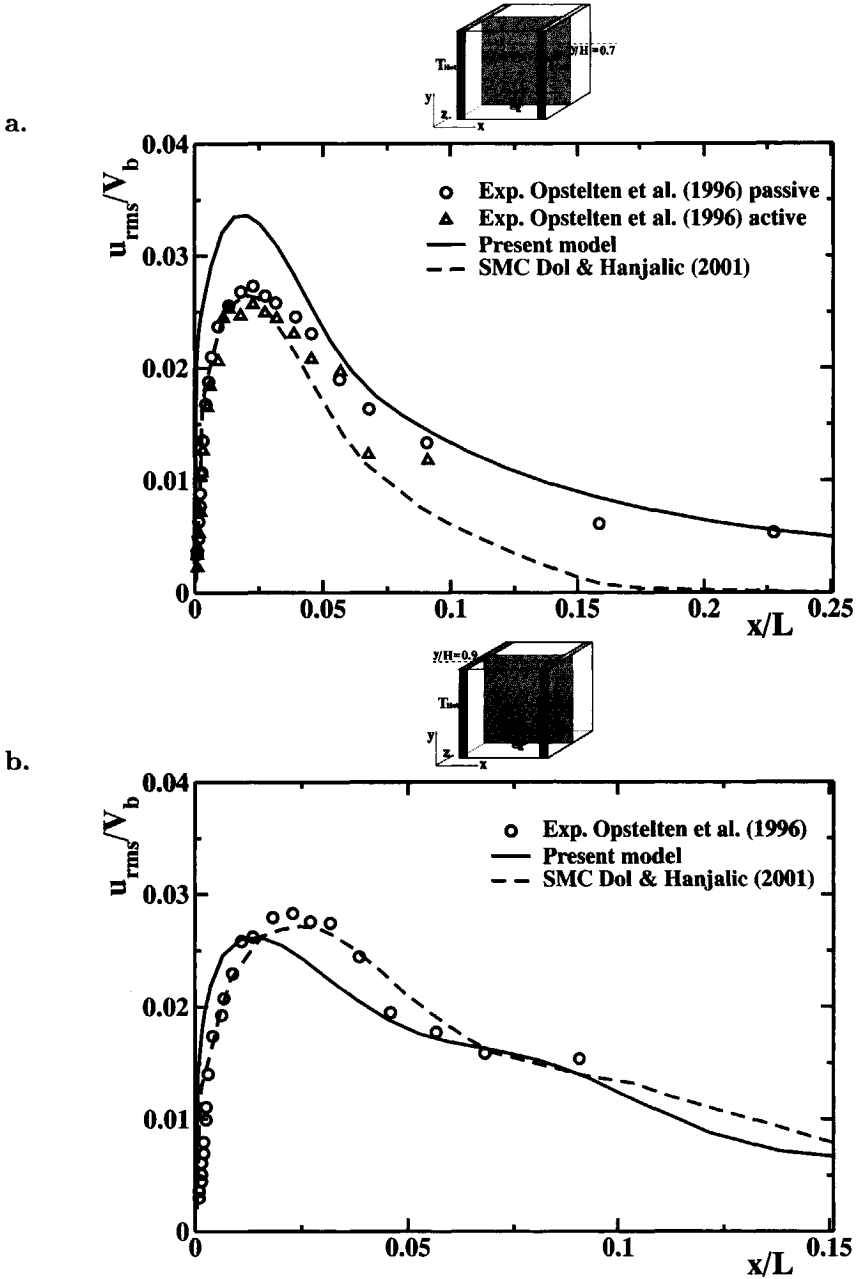 a.
y/H=0.7
T
y
z
x
u_rms/V_b
0.04
0.03
0.02
0.01
0
0
0.05
0.1
0.15
0.2
0.25
x/L
Exp. Opstelten et al. (1996) passive
Exp. Opstelten et al. (1996) active
Present model
SMC Dol & Hanjalic (2001)
b.
y/H=0.9
T
y
z
x
u_rms/V_b
0.04
0.03
0.02
0.01
0
0
0.05
0.1
0.15
x/L
Exp. Opstelten et al. (1996)
Present model
SMC Dol & Hanjalic (2001)